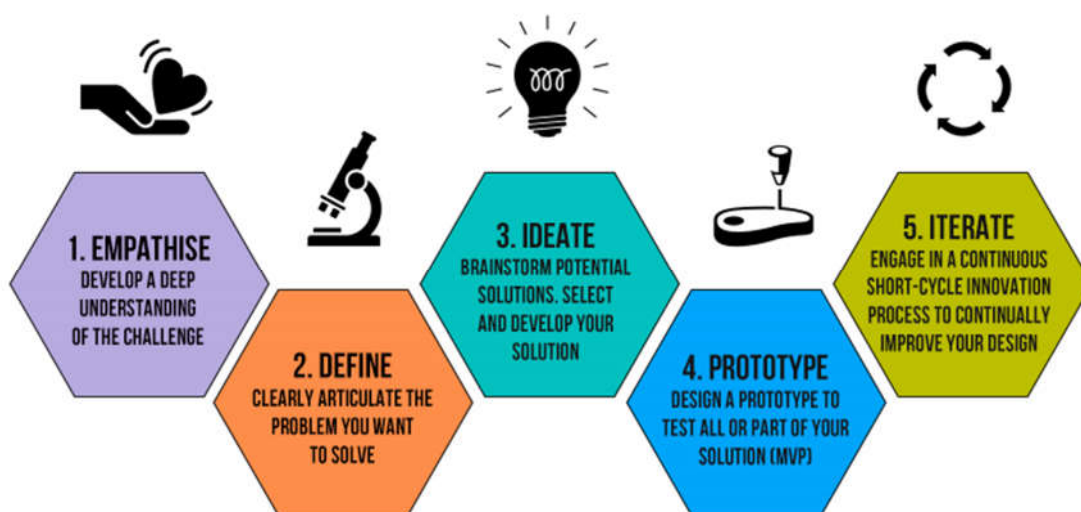 1. EMPATHISE
DEVELOP A DEEP
UNDERSTANDING
OF THE CHALLENGE
2. DEFINE
CLEARLY ARTICULATE THE
PROBLEM YOU WANT
TO SOLVE
3. IDEATE
BRAINSTORM POTENTIAL
SOLUTIONS. SELECT
AND DEVELOP YOUR
SOLUTION
4. PROTOTYPE
DESIGN A PROTOTYPE TO
TEST ALL OR PART OF YOUR
SOLUTION (MVP)
5. ITERATE
ENGAGE IN A CONTINUOUS
SHORT-CYCLE INNOVATION
PROCESS TO CONTINUALLY
IMPROVE YOUR DESIGN